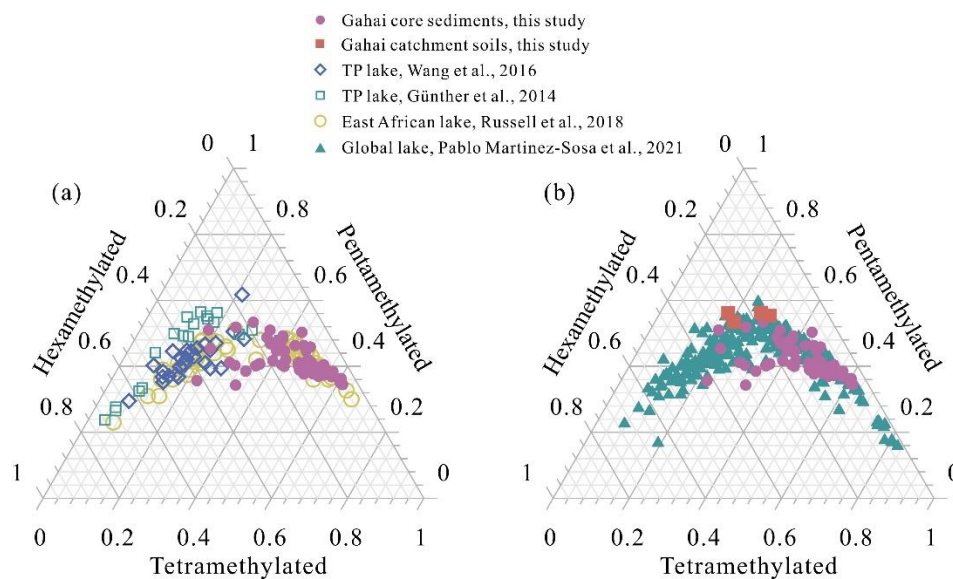 Gahai core sediments, this study
Gahai catchment soils, this study
TP lake, Wang et al., 2016
TP lake, Günther et al., 2014
East African lake, Russell et al., 2018
Global lake, Pablo Martinez-Sosa et al., 2021
(a)
0 1
0.2 0.8
0.4 0.6
0.6 0.4
0.8 0.2
1 0
0 0.2 0.4 0.6 0.8 1
Hexamethylated
Pentamethylated
Tetramethylated
(b)
0 1
0.2 0.8
0.4 0.6
0.6 0.4
0.8 0.2
1 0
0 0.2 0.4 0.6 0.8 1
Hexamethylated
Pentamethylated
Tetramethylated